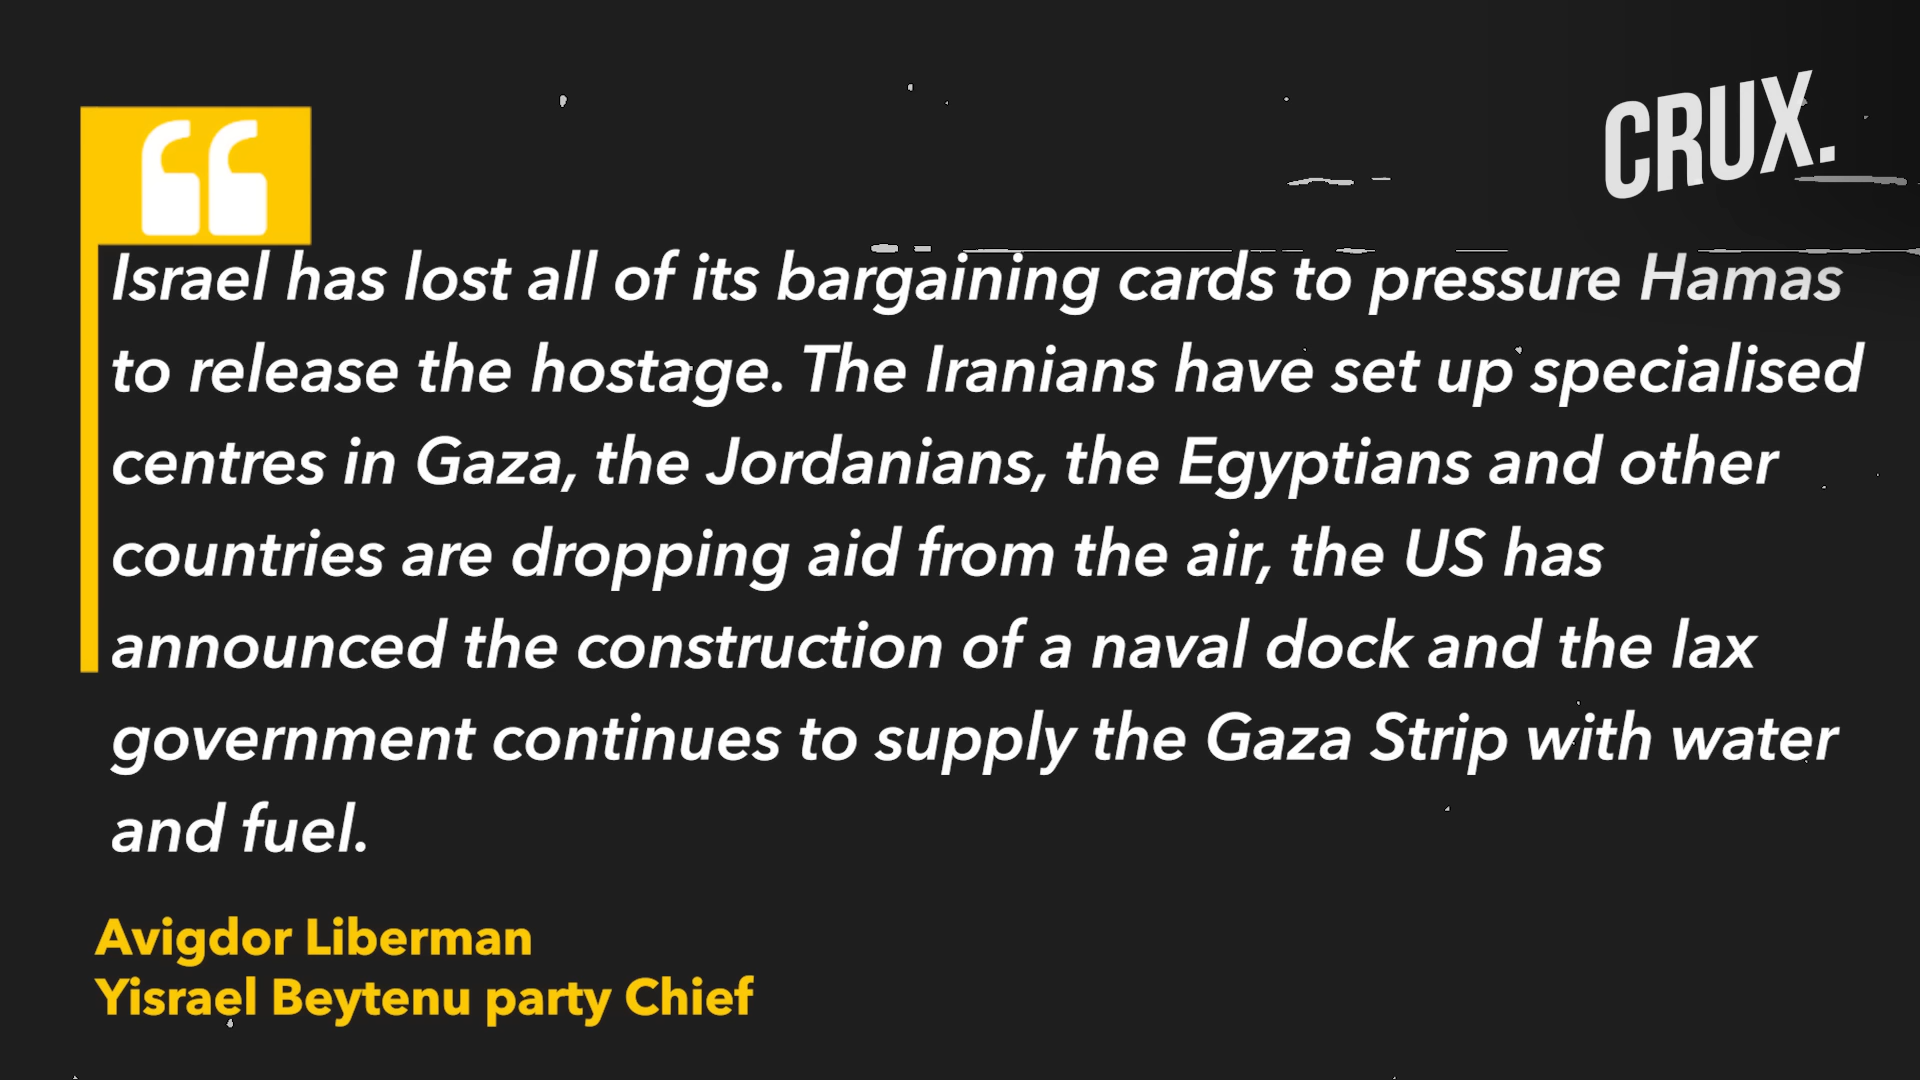 CRUX.
“
Israel has lost all of its bargaining cards to pressure Hamas
to release the hostage. The Iranians have set up specialised
centres in Gaza, the Jordanians, the Egyptians and other
countries are dropping aid from the air, the US has
announced the construction of a naval dock and the lax
government continues to supply the Gaza Strip with water
and fuel.
Avigdor Liberman
Yisrael Beytenu party Chief